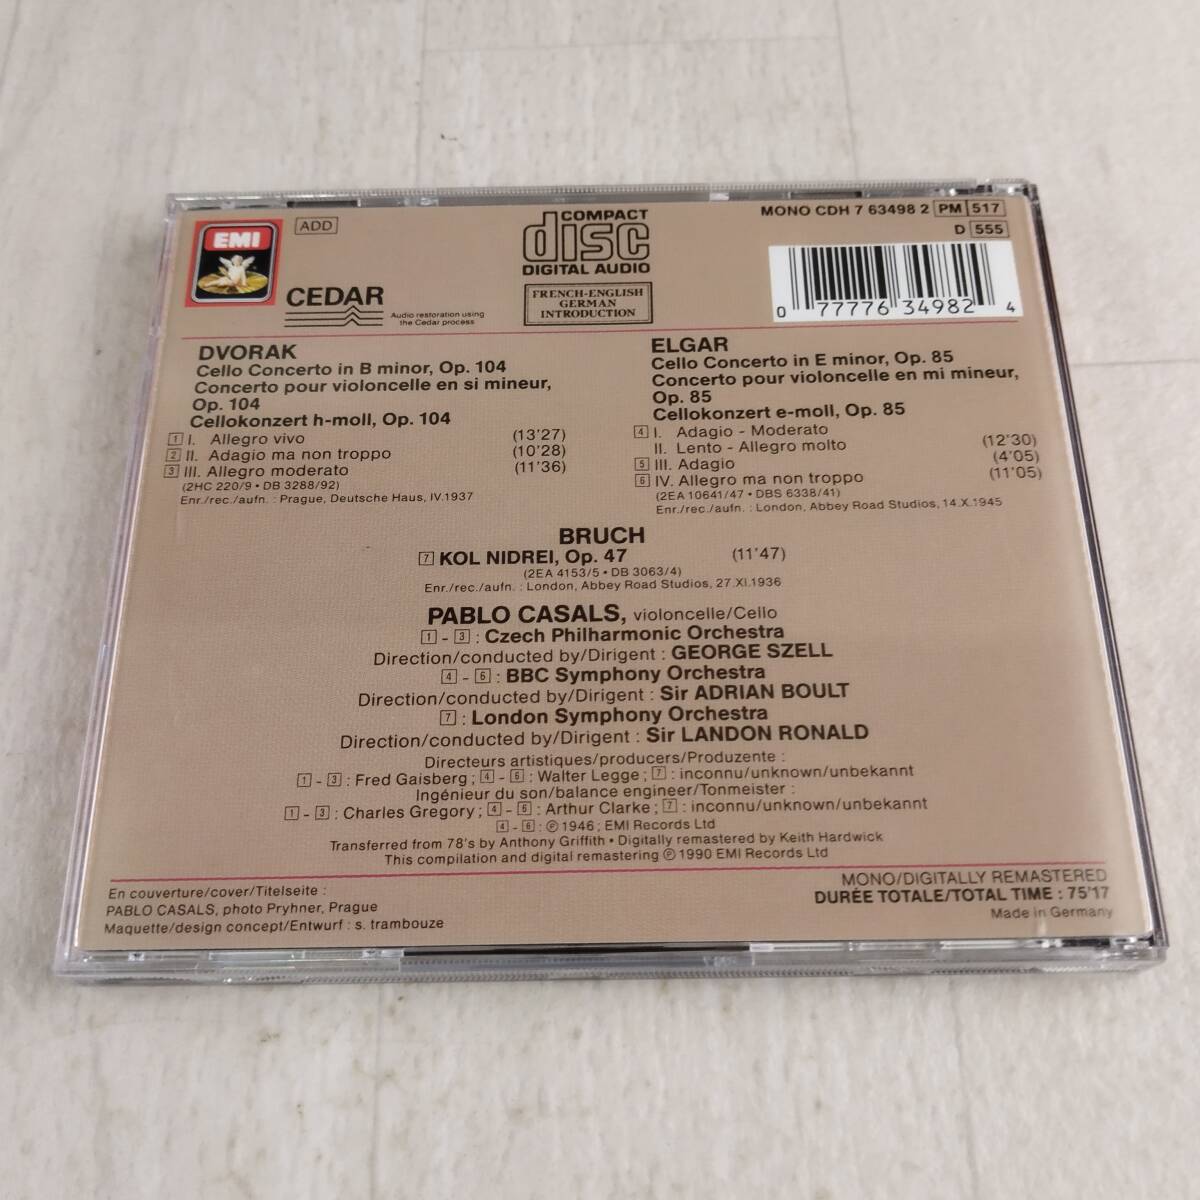 EMI
ADD
COMPACT
disc
DIGITAL AUDIO
MONO CDH 7 63498 2 PM 517
D 555
CEDAR
Audio restoration using
the Cedar process
FRENCH-ENGLISH
GERMAN
INTRODUCTION
0 77776 34982 4
DVORAK
Cello Concerto in B minor, Op. 104
Concerto pour violoncelle en si mineur,
Op. 104
Cellokonzert h-moll, Op. 104
1 I. Allegro vivo (13'27)
2 II. Adagio ma non troppo (10'28)
3 III. Allegro moderato (11'36)
(2HC 220/9 • DB 3288/92)
Enr./rec./aufn. : Prague, Deutsche Haus, IV.1937
ELGAR
Cello Concerto in E minor, Op. 85
Concerto pour violoncelle en mi mineur,
Op. 85
Cellokonzert e-moll, Op. 85
4 I. Adagio - Moderato
II. Lento - Allegro molto (12'30)
5 III. Adagio (4'05)
6 IV. Allegro ma non troppo (11'05)
(2EA 10641/47 • DBS 6338/41)
Enr./rec./aufn. : London, Abbey Road Studios, 14.X.1945
BRUCH
7 KOL NIDREI, Op. 47 (11'47)
(2EA 4153/5 • DB 3063/4)
Enr./rec./aufn. : London, Abbey Road Studios, 27.XI.1936
PABLO CASALS, violoncelle/Cello
1 - 3 : Czech Philharmonic Orchestra
Direction/conducted by/Dirigent : GEORGE SZELL
4 - 6 : BBC Symphony Orchestra
Direction/conducted by/Dirigent : Sir ADRIAN BOULT
7 : London Symphony Orchestra
Direction/conducted by/Dirigent : Sir LANDON RONALD
Directeurs artistiques/producers/Produzente :
1 - 3 : Fred Gaisberg ; 4 - 6 : Walter Legge ; 7 : inconnu/unknown/unbekannt
Ingénieur du son/balance engineer/Tonmeister :
1 - 3 : Charles Gregory ; 4 - 6 : Arthur Clarke ; 7 : inconnu/unknown/unbekannt
4 - 6 : ℗ 1946 ; EMI Records Ltd
Transferred from 78's by Anthony Griffith • Digitally remastered by Keith Hardwick
This compilation and digital remastering ℗ 1990 EMI Records Ltd
En couverture/cover/Titelseite :
PABLO CASALS, photo Pryhner, Prague
Maquette/design concept/Entwurf : s. trambouze
MONO/DIGITALLY REMASTERED
DURÉE TOTALE/TOTAL TIME : 75'17
Made in Germany